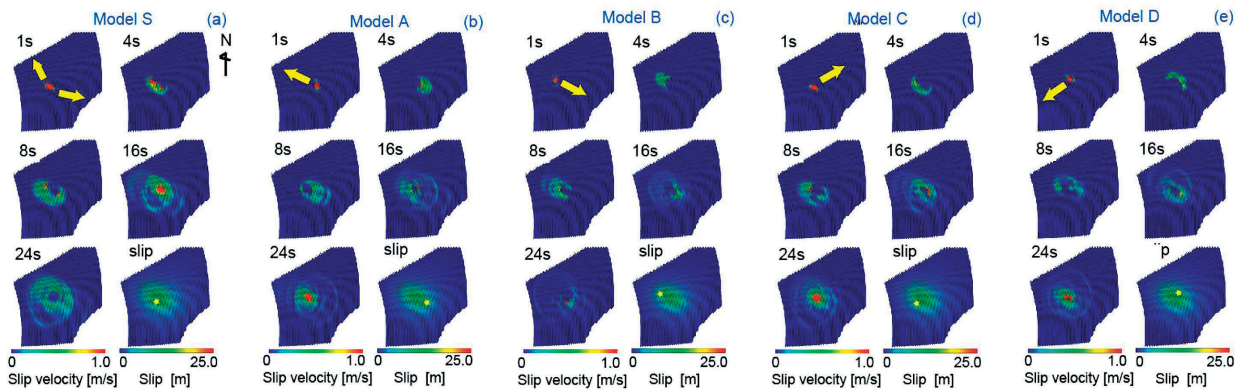 Model S (a)
1s 4s N
8s 16s
24s slip
0 1.0 0 25.0
Slip velocity [m/s] Slip [m]
Model A (b)
1s 4s
8s 16s
24s slip
0 1.0 0 25.0
Slip velocity [m/s] Slip [m]
Model B (c)
1s 4s
8s 16s
24s slip
0 1.0 0 25.0
Slip velocity [m/s] Slip [m]
Model C (d)
1s 4s
8s 16s
24s slip
0 1.0 0 25.0
Slip velocity [m/s] Slip [m]
Model D (e)
1s 4s
8s 16s
24s
0 1.0 0 25.0
Slip velocity [m/s] Slip [m]